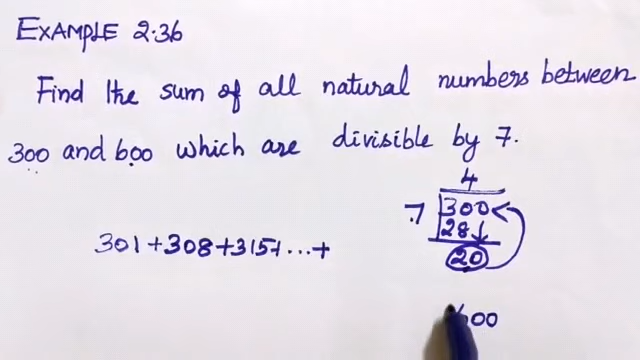 EXAMPLE 2.36
Find the sum of all natural numbers between
300 and 600 which are divisible by 7.
4
7 300
28
20
301+308+315+...+
600